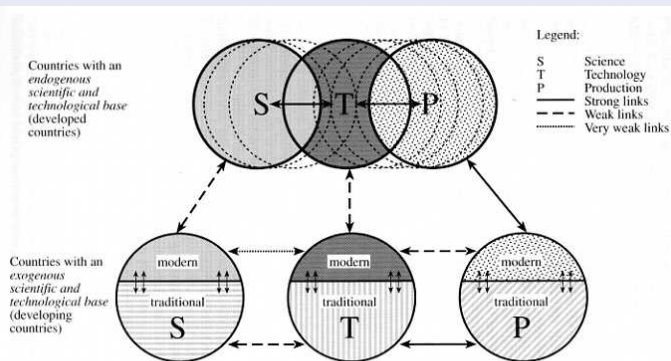 Countries with an
endogenous
scientific and
technological base
(developed
countries)
S
T
P
Legend:
S Science
T Technology
P Production
Strong links
Weak links
Very weak links
Countries with an
exogenous
scientific and
technological base
(developing
countries)
modern
traditional
S
modern
traditional
T
modern
traditional
P